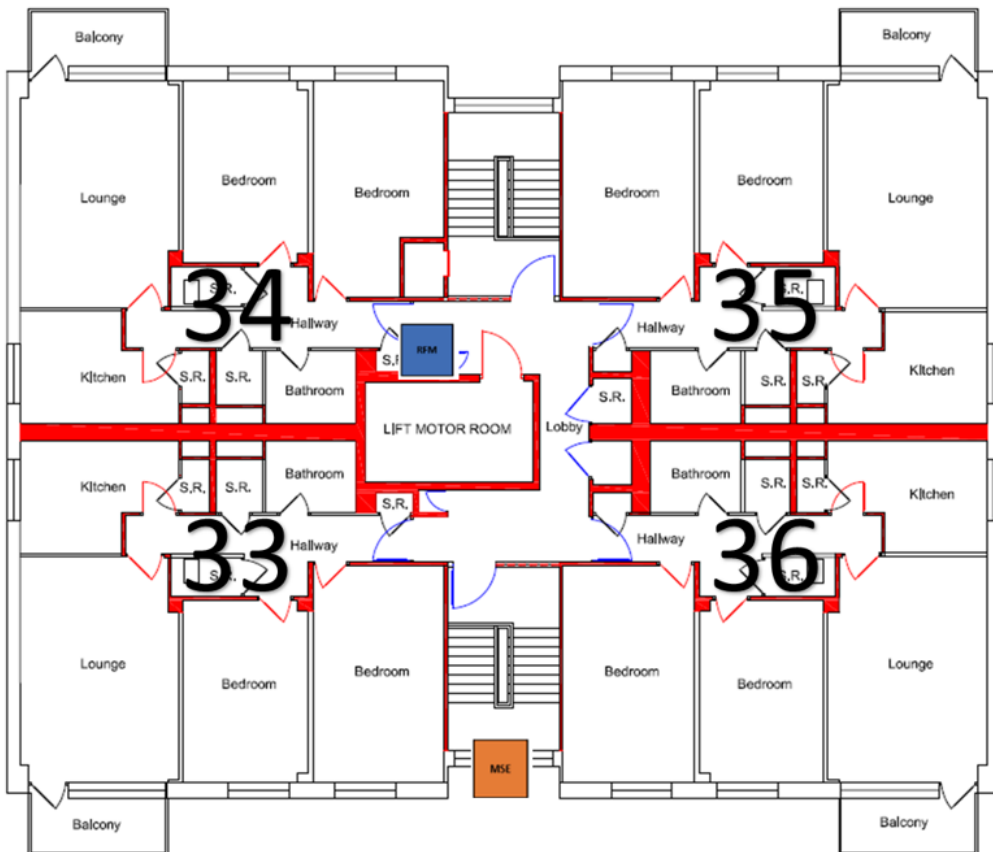 Balcony
Balcony
Lounge
Bedroom
Bedroom
Bedroom
Bedroom
Lounge
34
S.R.
Hallway
Hallway
35
S.R.
Kitchen
S.R.
S.R.
Bathroom
S.R.
RFM
S.R.
Bathroom
S.R.
S.R.
Kitchen
LIFT MOTOR ROOM
Lobby
Kitchen
S.R.
S.R.
Bathroom
S.R.
Bathroom
S.R.
S.R.
Kitchen
33
S.R.
Hallway
Hallway
36
S.R.
Lounge
Bedroom
Bedroom
Bedroom
Bedroom
Lounge
MSE
Balcony
Balcony